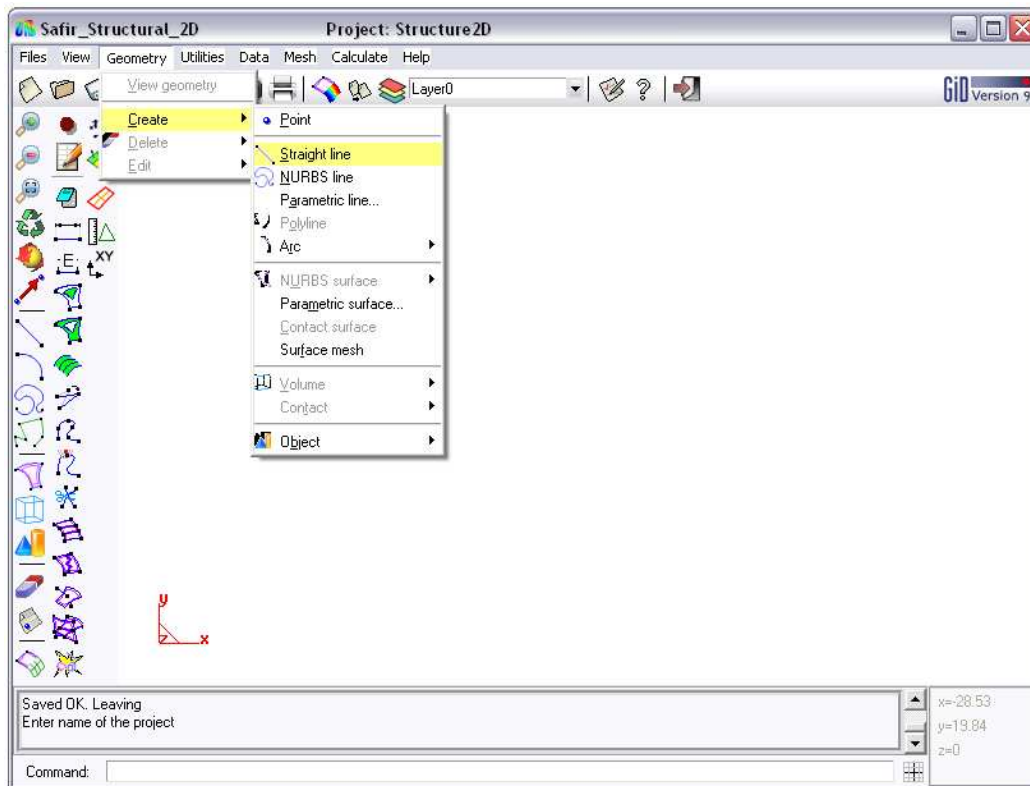 Safir_Structural_2D Project: Structure2D
Files View Geometry Utilities Data Mesh Calculate Help
View geometry
Layer0
GiD Version 9
Create
Delete
Edit
Point
Straight line
NURBS line
Parametric line...
Polyline
Arc
NURBS surface
Parametric surface...
Contact surface
Surface mesh
Volume
Contact
Object
E
XY
y
z x
Saved OK. Leaving
Enter name of the project
x=-28.53
y=19.84
z=0
Command: